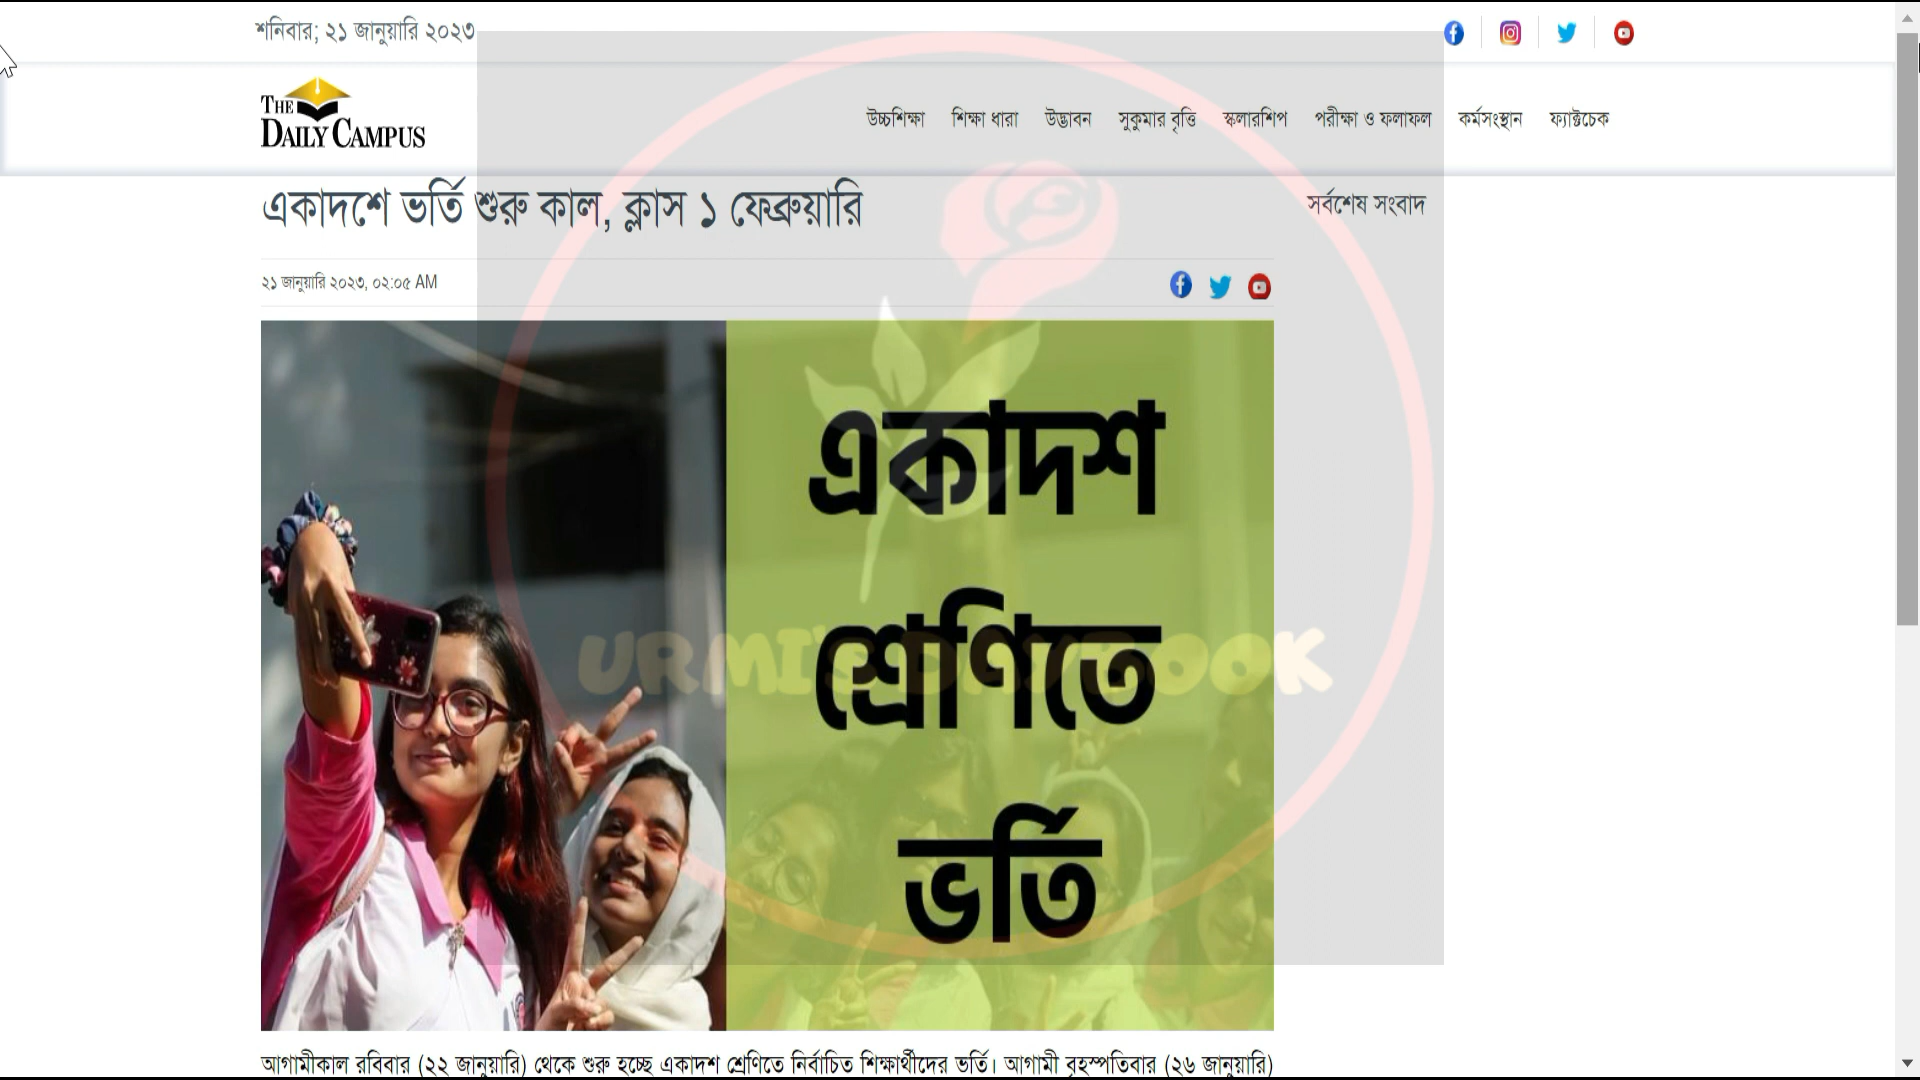 শনিবার; ২১ জানুয়ারি ২০২৩
THE
DAILY CAMPUS
উচ্চশিক্ষা শিক্ষা ধারা উদ্ভাবন সুকুমার বৃত্তি স্কলারশিপ পরীক্ষা ও ফলাফল কর্মসংস্থান ফ্যাক্টচেক
একাদশে ভর্তি শুরু কাল, ক্লাস ১ ফেব্রুয়ারি
সর্বশেষ সংবাদ
২১ জানুয়ারি ২০২৩, ০২:০৫ AM
একাদশ
শ্রেণিতে
ভর্তি
URMI'S DAYBOOK
আগামীকাল রবিবার (২২ জানুয়ারি) থেকে শুরু হচ্ছে একাদশ শ্রেণিতে নির্বাচিত শিক্ষার্থীদের ভর্তি। আগামী বৃহস্পতিবার (২৬ জানুয়ারি)